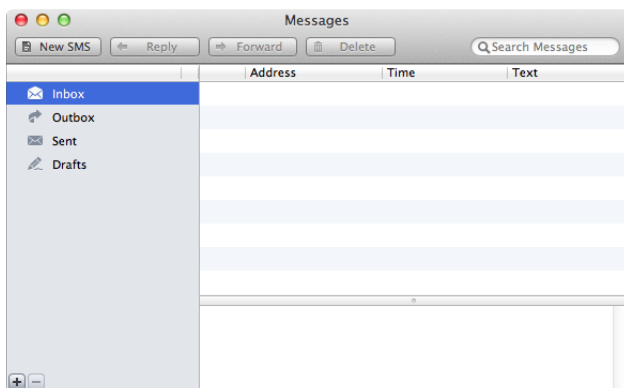 Messages
New SMS Reply Forward Delete Search Messages
Address Time Text
Inbox
Outbox
Sent
Drafts